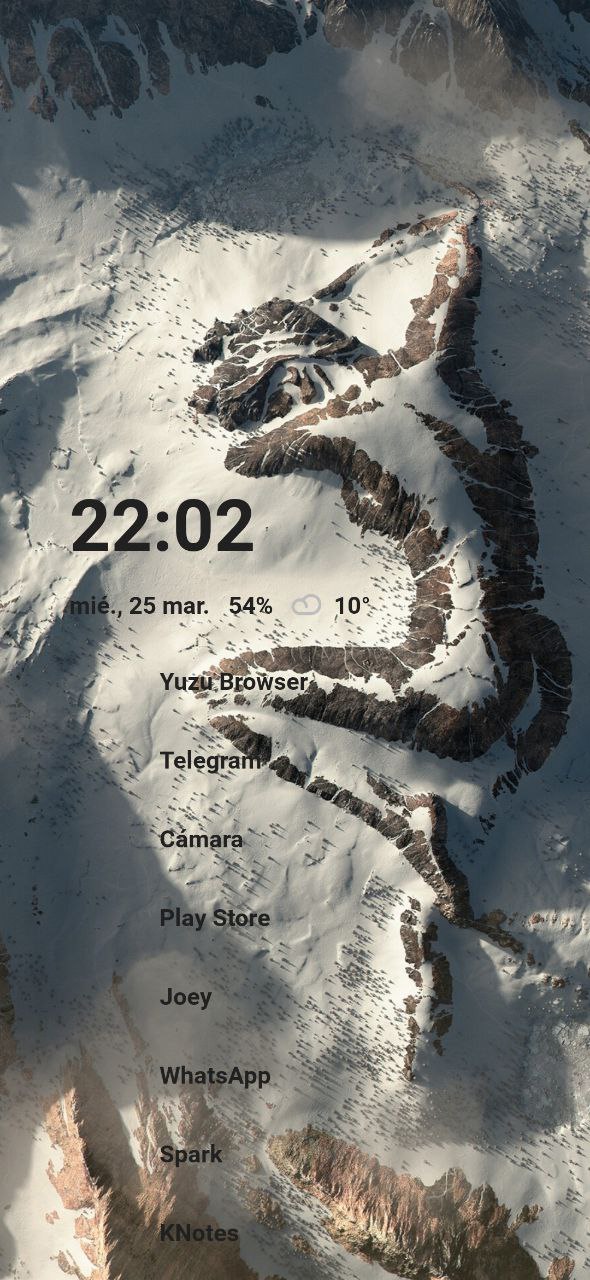 22:02
mié., 25 mar. 54% 10°
Yuzu Browser
Telegram
Cámara
Play Store
Joey
WhatsApp
Spark
KNotes